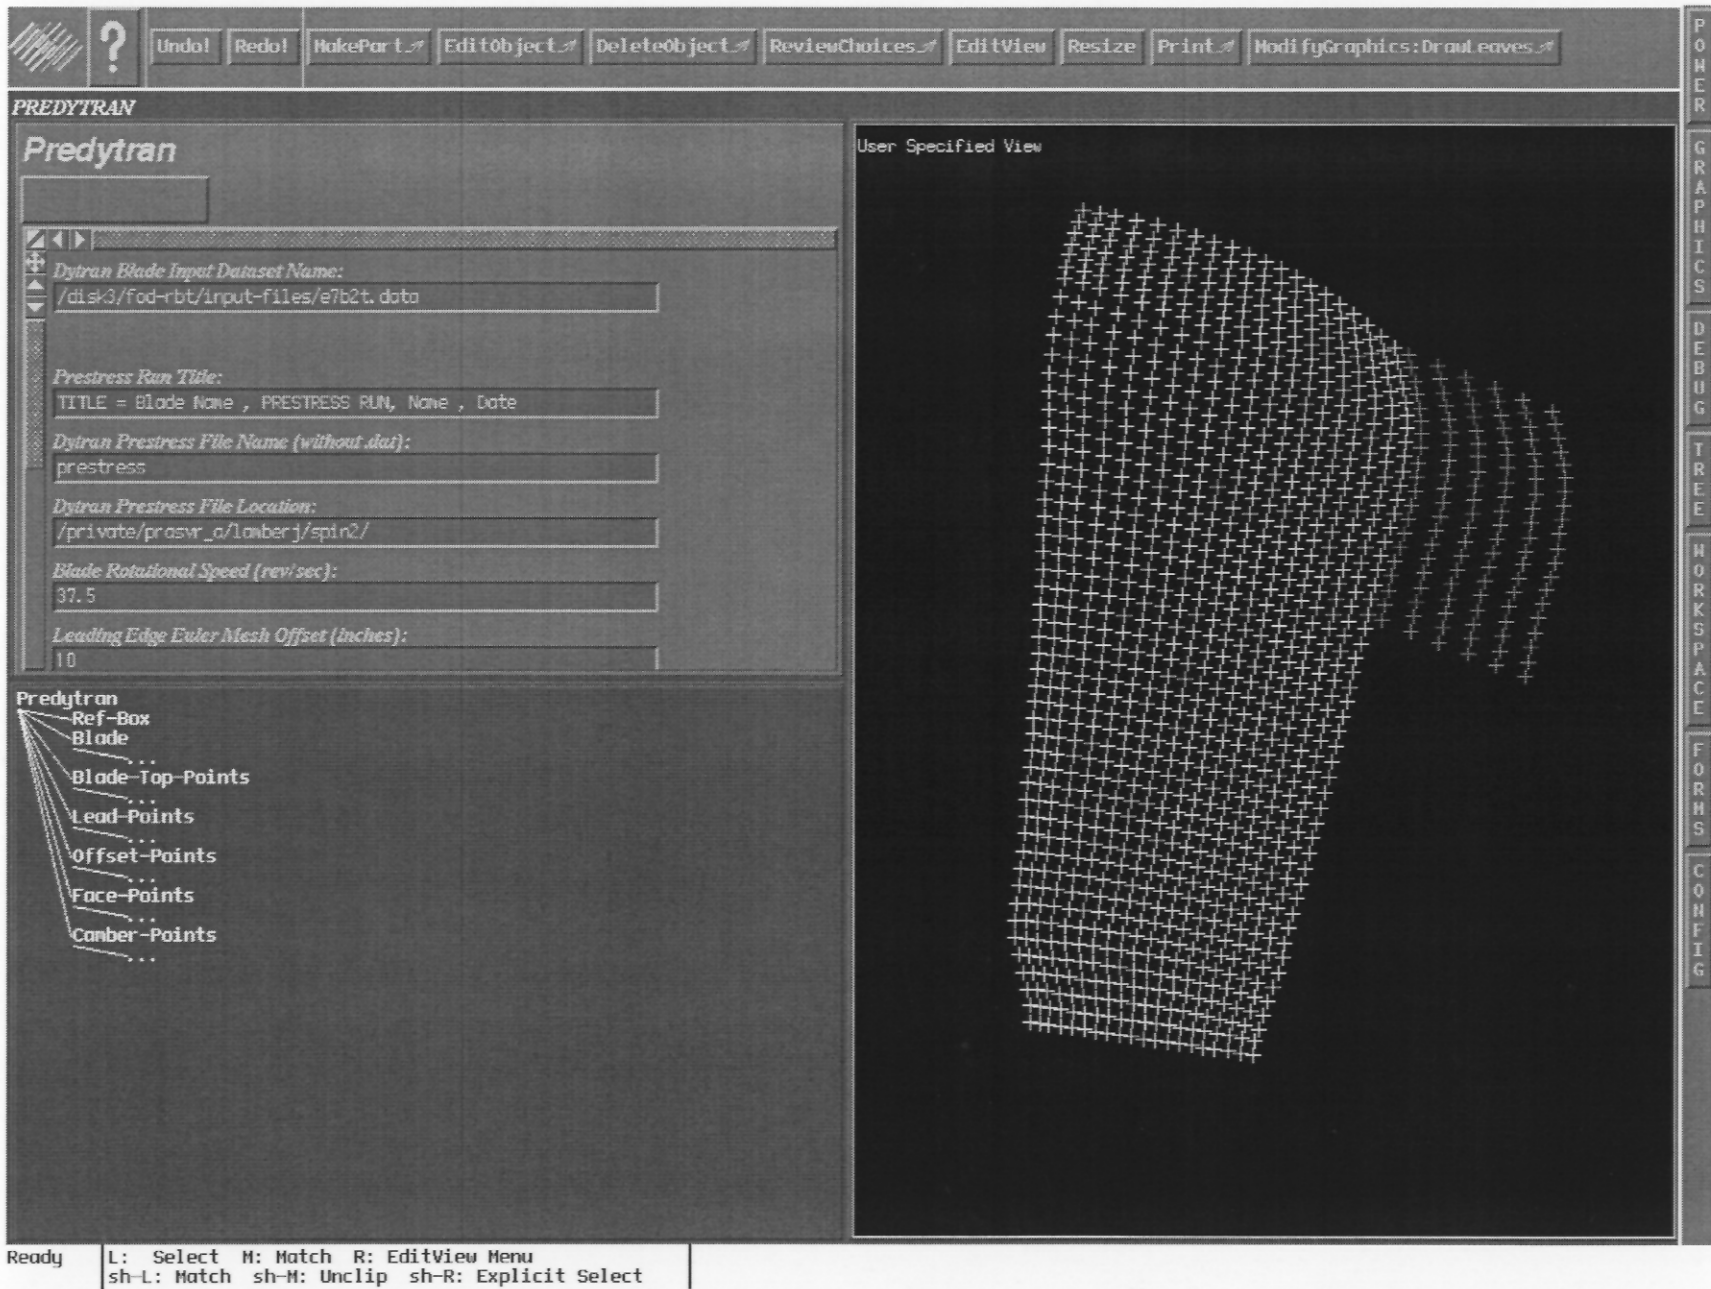 ?
Undo!
Redo!
MakePart
EditObject
DeleteObject
ReviewChoices
EditView
Resize
Print
ModifyGraphics:DrawLeaves
PREDYTRAN
Predytran
Dytran Blade Input Dataset Name:
/disk3/fod-rbt/input-files/e7b2t.data
Prestress Run Title:
TITLE = Blade Name , PRESTRESS RUN, Name , Date
Dytran Prestress File Name (without .dat):
prestress
Dytran Prestress File Location:
/private/prasvr_a/lamberj/spin2/
Blade Rotational Speed (rev/sec):
37.5
Leading Edge Euler Mesh Offset (inches):
10
Predytran
Ref-Box
Blade
...
Blade-Top-Points
...
Lead-Points
...
Offset-Points
...
Face-Points
...
Camber-Points
...
User Specified View
POWER
GRAPHICS
DEBUG
TREE
WORKSPACE
FORMS
CONFIG
Ready
L: Select M: Match R: EditView Menu
sh-L: Match sh-M: Unclip sh-R: Explicit Select